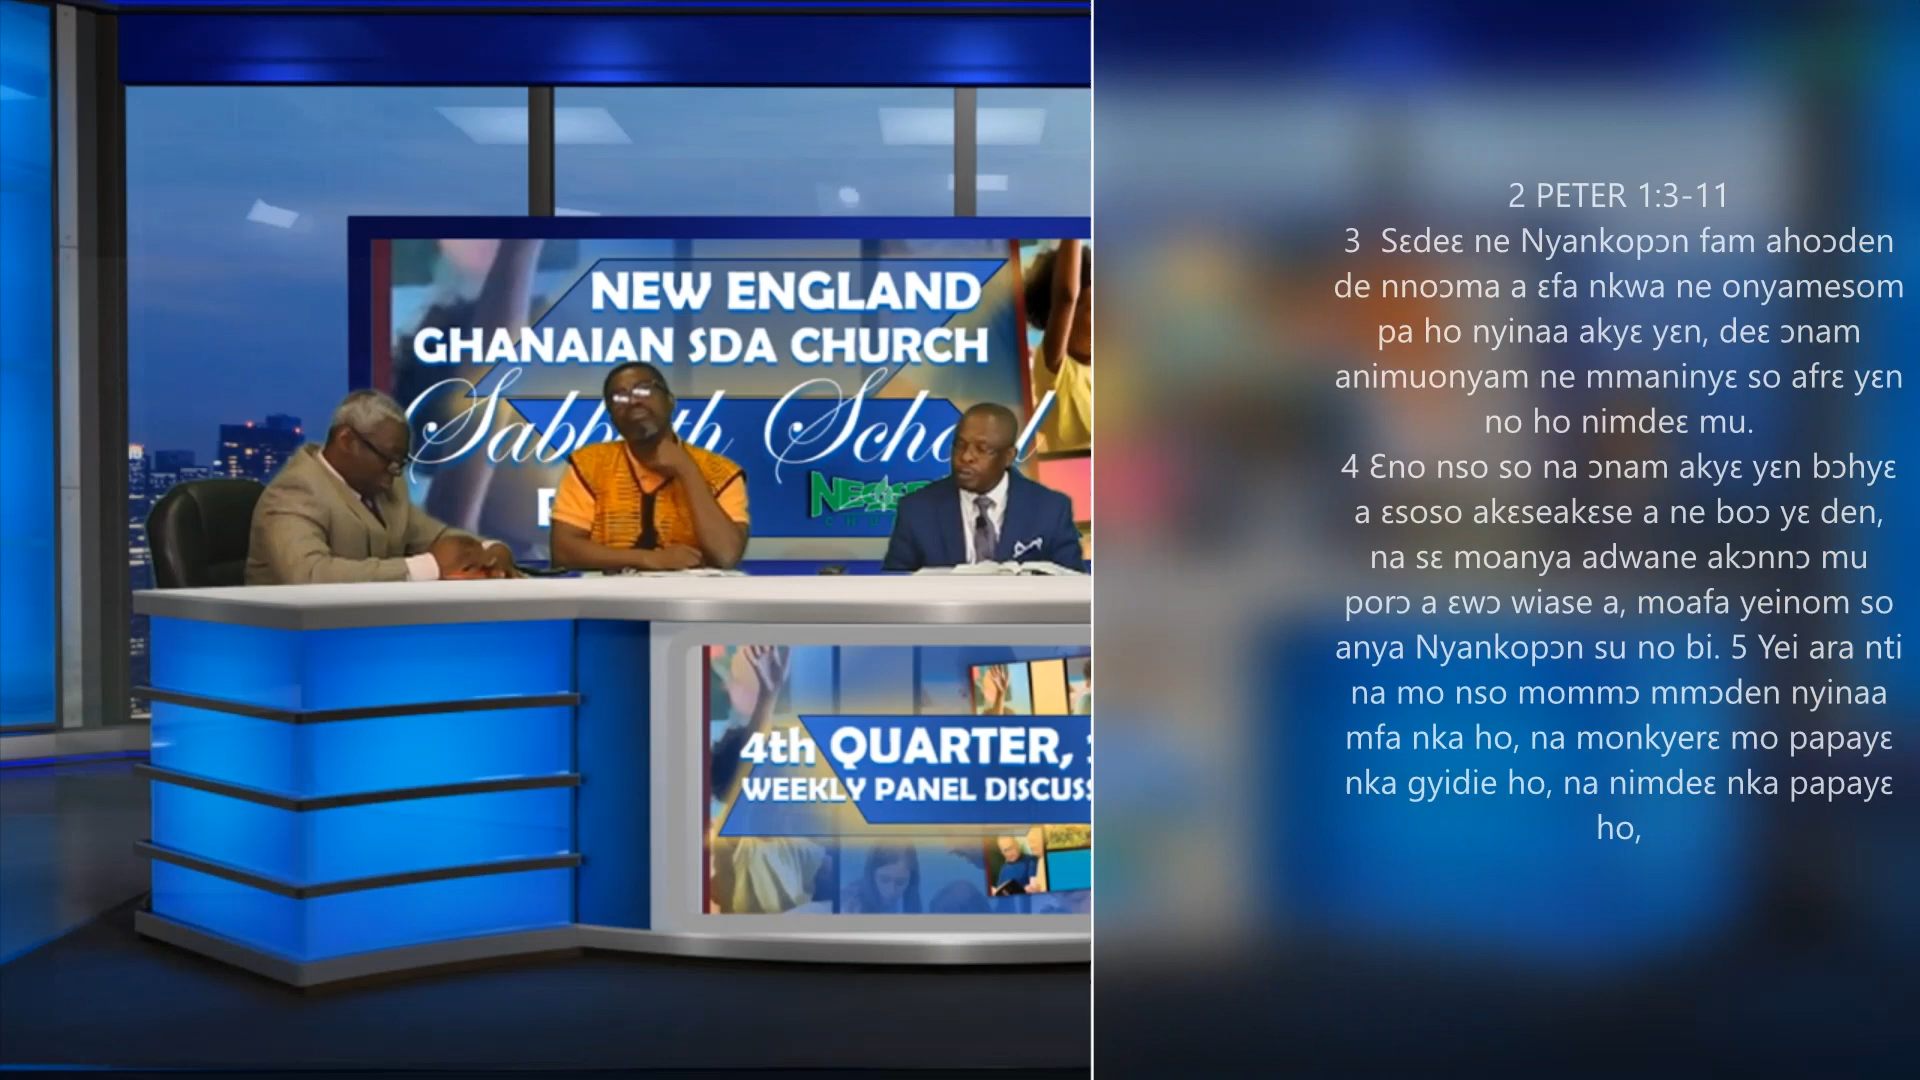 NEW ENGLAND
GHANAIAN SDA CHURCH
Sabbath School
4th QUARTER,
WEEKLY PANEL
2 PETER 1:3-11
3 Sɛdeɛ ne Nyankopɔn fam ahoɔden
de nnoɔma a ɛfa nkwa ne onyamesom
pa ho nyinaa akyɛ yɛn, deɛ ɔnam
animuonyam ne mmaninyɛ so afrɛ yɛn
no ho nimdeɛ mu.
4 Ɛno nso so na ɔnam akyɛ yɛn bɔhyɛ
a ɛsoso akɛseakɛse a ne boɔ yɛ den,
na sɛ moanya adwane akɔnnɔ mu
porɔ a ɛwɔ wiase a, moafa yeinom so
anya Nyankopɔn su no bi. 5 Yei ara nti
na mo nso mommɔ mmɔden nyinaa
mfa nka ho, na monkyerɛ mo papayɛ
nka gyidie ho, na nimdeɛ nka papayɛ
ho,